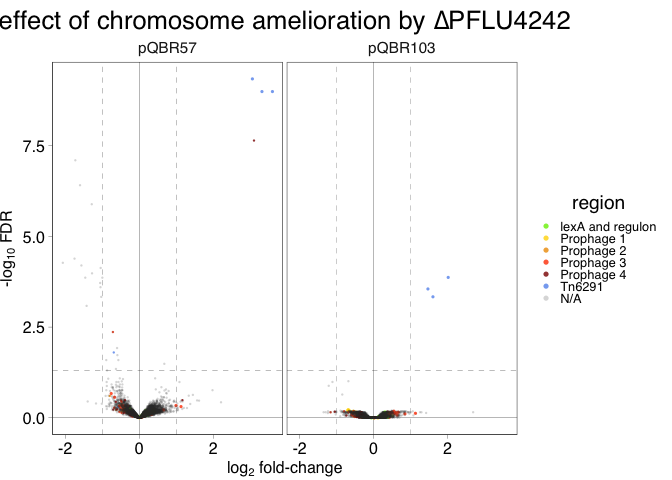 effect of chromosome amelioration by ΔPFLU4242
pQBR57
pQBR103
7.5
5.0
2.5
0.0
-log10 FDR
-2
0
2
-2
0
2
log2 fold-change
region
lexA and regulon
Prophage 1
Prophage 2
Prophage 3
Prophage 4
Tn6291
N/A